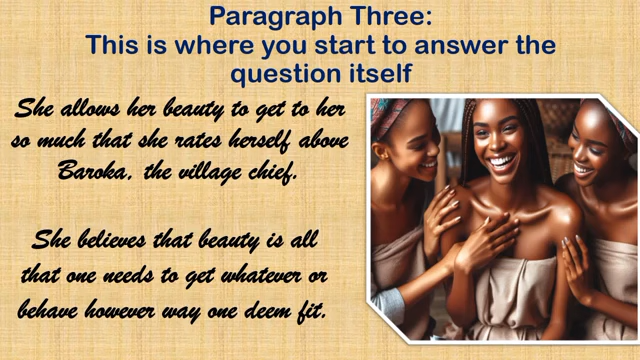 Paragraph Three:
This is where you start to answer the
question itself
She allows her beauty to get to her
so much that she rates herself above
Baroka, the village chief.
She believes that beauty is all
that one needs to get whatever or
behave however way one deem fit.